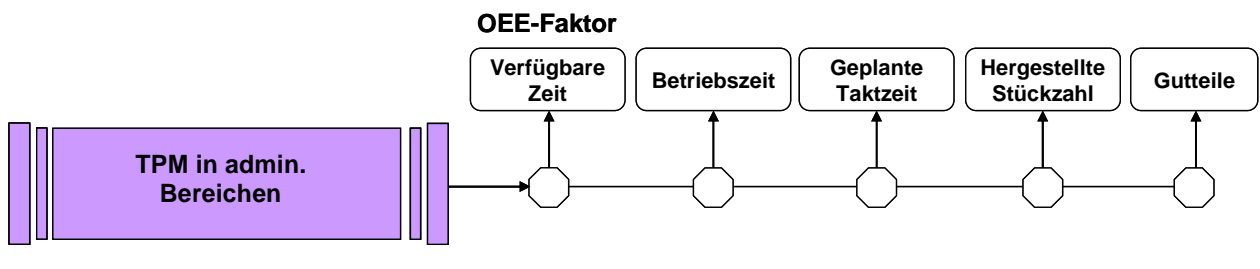 OEE-Faktor
Verfügbare
Zeit
Betriebszeit
Geplante
Taktzeit
Hergestellte
Stückzahl
Gutteile
TPM in admin.
Bereichen